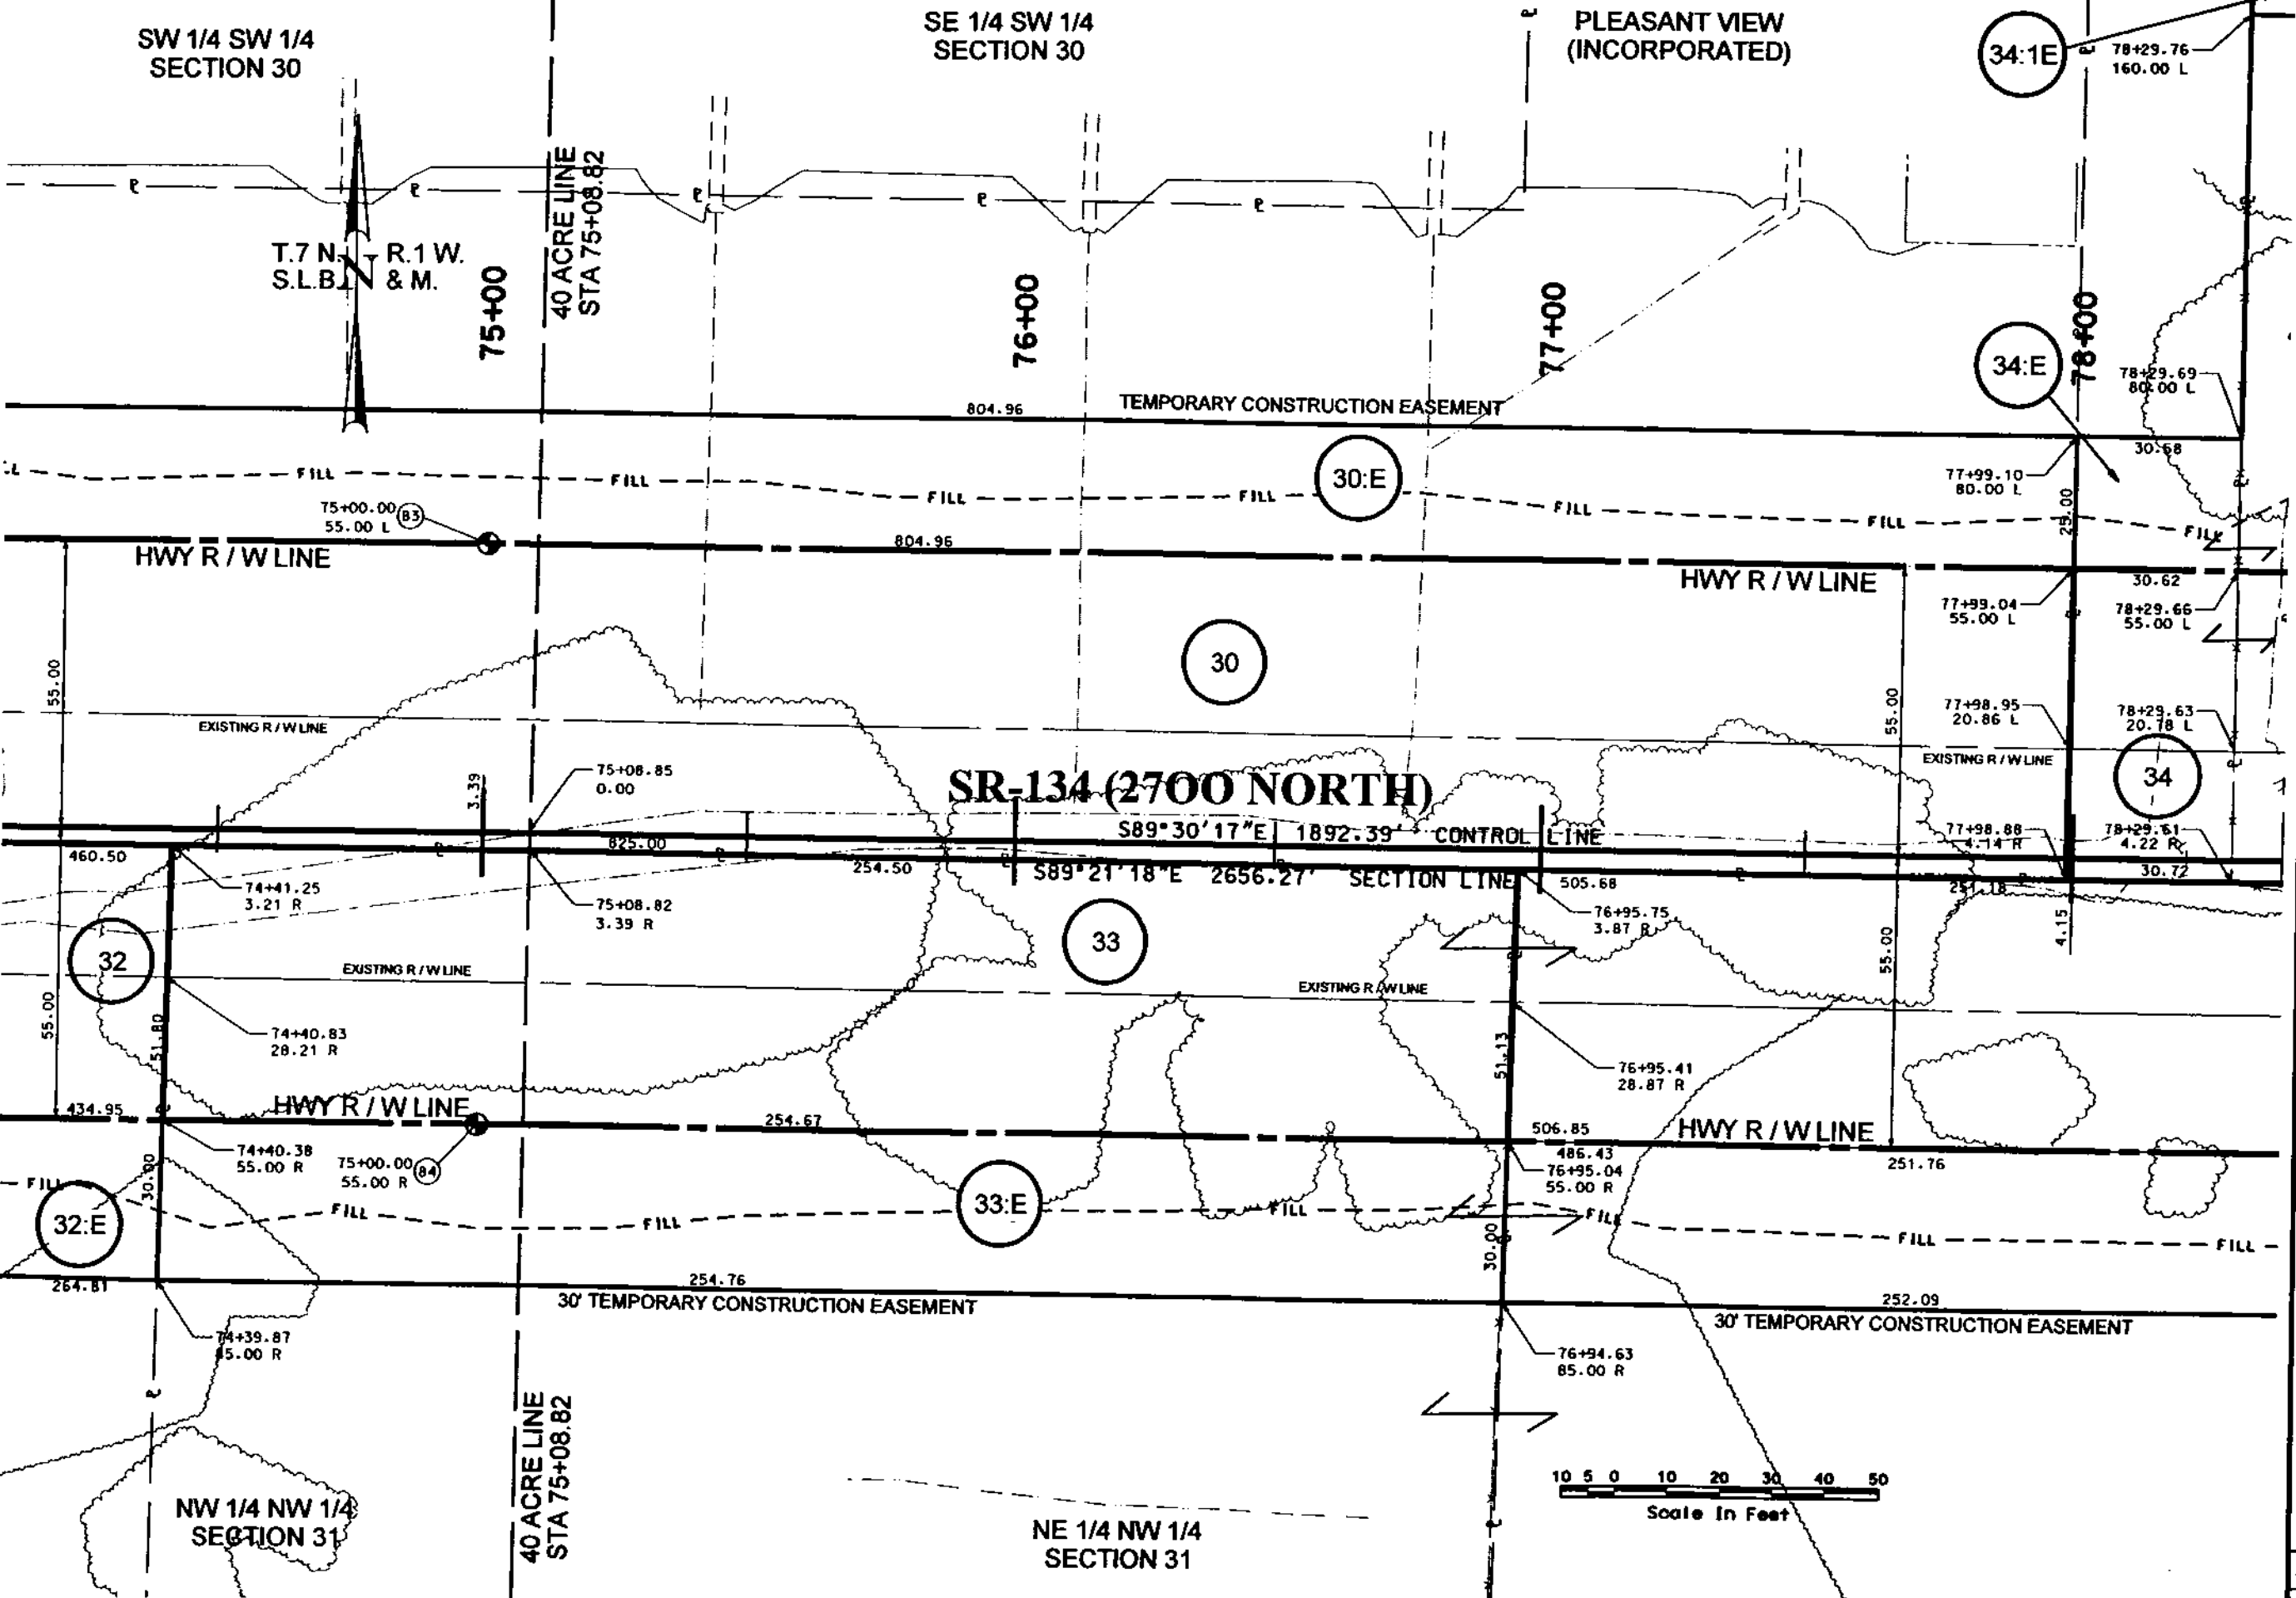 SW 1/4 SW 1/4
SECTION 30
SE 1/4 SW 1/4
SECTION 30
PLEASANT VIEW
(INCORPORATED)
34:1E
78+29.76
160.00 L
40 ACRE LINE
STA 75+08.82
T.7 N. R.1 W.
S.L.B. & M.
N
75+00
76+00
77+00
78+00
34:E
78+29.69
80.00 L
804.96
TEMPORARY CONSTRUCTION EASEMENT
30.68
77+99.10
80.00 L
25.00
30:E
FILL
FILL
FILL
FILL
FILL
FILL
FILL
75+00.00
55.00 L
83
HWY R / W LINE
804.96
HWY R / W LINE
30.62
77+99.04
55.00 L
78+29.66
55.00 L
30
55.00
55.00
EXISTING R / W LINE
77+98.95
20.86 L
78+29.63
20.78 L
EXISTING R / W LINE
34
3.39
75+08.85
0.00
SR-134 (2700 NORTH)
S89°30'17"E 1892.39' CONTROL LINE
77+98.88
4.14 R
78+29.61
4.22 R
460.50
825.00
254.50
S89°21'18"E 2656.27' SECTION LINE
505.68
251.18
30.72
74+41.25
3.21 R
75+08.82
3.39 R
76+95.75
3.87 R
4.15
32
33
55.00
55.00
EXISTING R / W LINE
EXISTING R / W LINE
51.80
74+40.83
28.21 R
51.13
76+95.41
28.87 R
434.95
HWY R / W LINE
254.67
506.85
486.43
HWY R / W LINE
251.76
74+40.38
55.00 R
75+00.00
55.00 R
84
76+95.04
55.00 R
30.00
FILL
32:E
FILL
FILL
33:E
FILL
FILL
FILL
FILL
30.00
264.81
254.76
30' TEMPORARY CONSTRUCTION EASEMENT
252.09
30' TEMPORARY CONSTRUCTION EASEMENT
74+39.87
76+94.63
85.00 R
40 ACRE LINE
STA 75+08.82
NW 1/4 NW 1/4
SECTION 31
NE 1/4 NW 1/4
SECTION 31
10 5 0 10 20 30 40 50
Scale In Feet